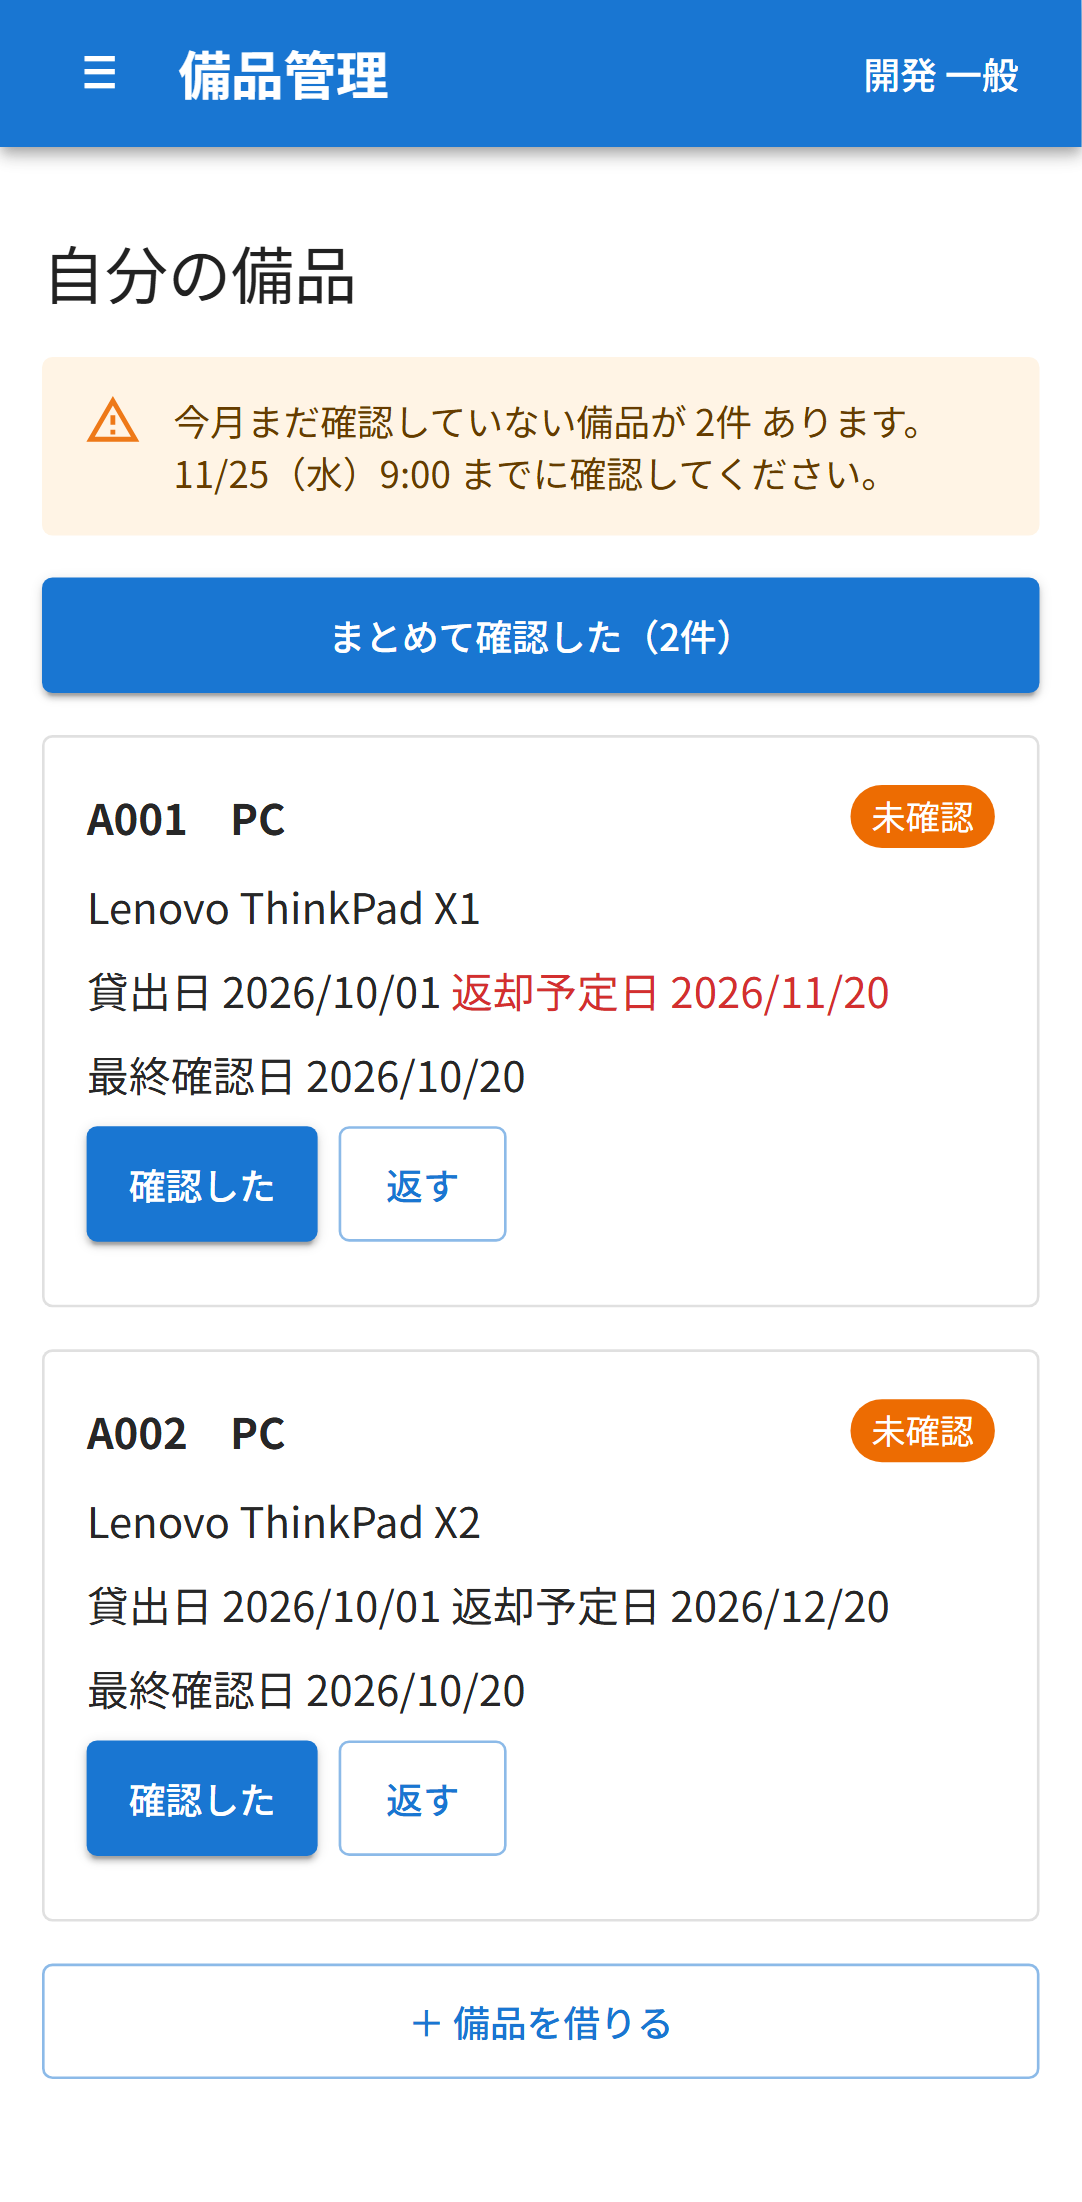 備品管理
開発 一般
自分の備品
今月まだ確認していない備品が 2件 あります。
11/25（水）9:00 までに確認してください。
まとめて確認した（2件）
A001　PC
未確認
Lenovo ThinkPad X1
貸出日 2026/10/01 返却予定日 2026/11/20
最終確認日 2026/10/20
確認した
返す
A002　PC
未確認
Lenovo ThinkPad X2
貸出日 2026/10/01 返却予定日 2026/12/20
最終確認日 2026/10/20
確認した
返す
＋ 備品を借りる